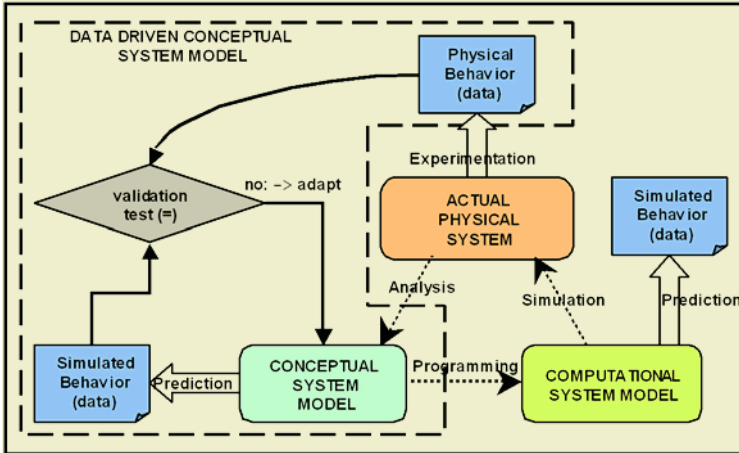 DATA DRIVEN CONCEPTUAL
SYSTEM MODEL
Physical
Behavior
(data)
Experimentation
validation
test (=)
no: -> adapt
ACTUAL
PHYSICAL
SYSTEM
Simulated
Behavior
(data)
Analysis
Simulation
Prediction
Simulated
Behavior
(data)
Prediction
CONCEPTUAL
SYSTEM
MODEL
Programming
COMPUTATIONAL
SYSTEM MODEL